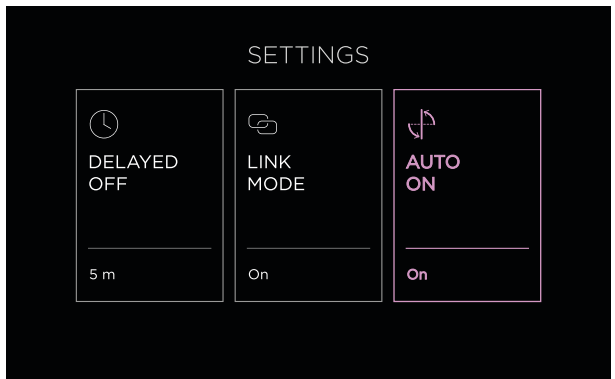 SETTINGS
DELAYED
OFF
5 m
LINK
MODE
On
AUTO
ON
On